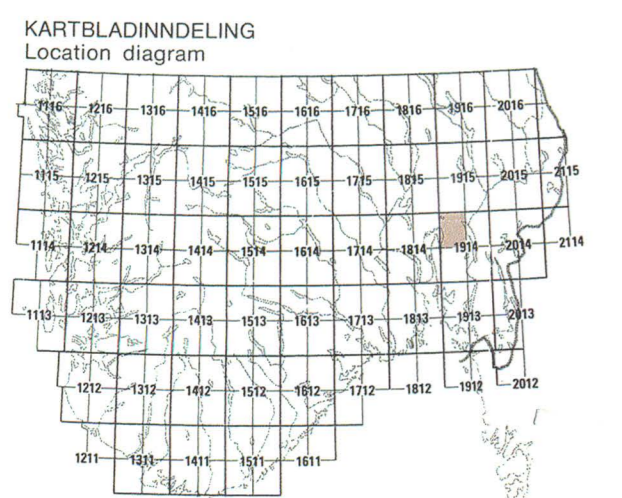 KARTBLADINNDELING
Location diagram
1116 1216 1316 1416 1516 1616 1716 1816 1916 2016
1115 1215 1315 1415 1515 1615 1715 1815 1915 2015 2115
1114 1214 1314 1414 1514 1614 1714 1814 1914 2014 2114
1113 1213 1313 1413 1513 1613 1713 1813 1913 2013
1212 1312 1412 1512 1612 1712 1812 1912 2012
1211 1311 1411 1511 1611